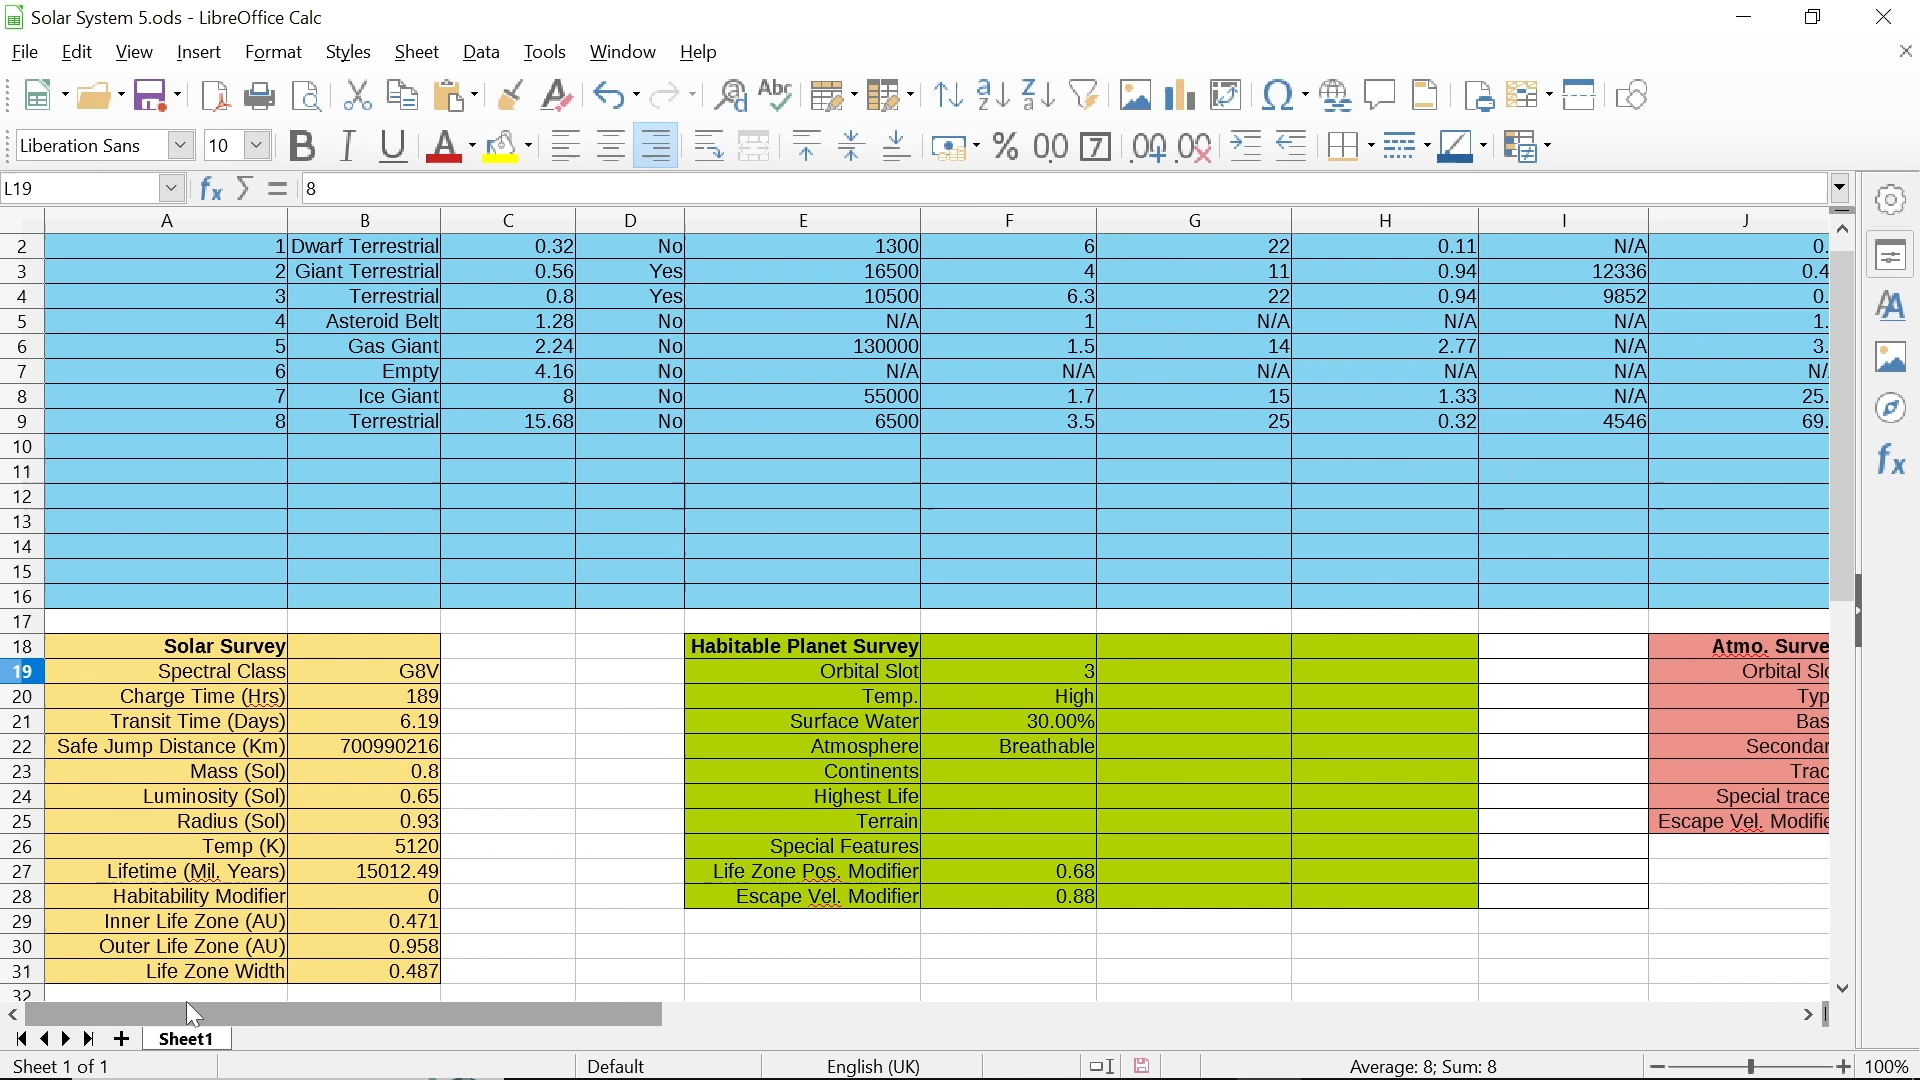 Solar System 5.ods - LibreOffice Calc
File Edit View Insert Format Styles Sheet Data Tools Window Help
Liberation Sans 10
L19 8
A B C D E F G H I J
2 1 Dwarf Terrestrial 0.32 No 1300 6 22 0.11 N/A 0.
3 2 Giant Terrestrial 0.56 Yes 16500 4 11 0.94 12336 0.4
4 3 Terrestrial 0.8 Yes 10500 6.3 22 0.94 9852 0.
5 4 Asteroid Belt 1.28 No N/A 1 N/A N/A N/A 1.
6 5 Gas Giant 2.24 No 130000 1.5 14 2.77 N/A 3.
7 6 Empty 4.16 No N/A N/A N/A N/A N/A N/
8 7 Ice Giant 8 No 55000 1.7 15 1.33 N/A 25.
9 8 Terrestrial 15.68 No 6500 3.5 25 0.32 4546 69.
10
11
12
13
14
15
16
17
18 Solar Survey Habitable Planet Survey Atmo. Surve
19 Spectral Class G8V Orbital Slot 3 Orbital Slo
20 Charge Time (Hrs) 189 Temp. High Typ
21 Transit Time (Days) 6.19 Surface Water 30.00% Bas
22 Safe Jump Distance (Km) 700990216 Atmosphere Breathable Secondar
23 Mass (Sol) 0.8 Continents Trac
24 Luminosity (Sol) 0.65 Highest Life Special trace
25 Radius (Sol) 0.93 Terrain Escape Vel. Modifie
26 Temp (K) 5120 Special Features
27 Lifetime (Mil. Years) 15012.49 Life Zone Pos. Modifier 0.68
28 Habitability Modifier 0 Escape Vel. Modifier 0.88
29 Inner Life Zone (AU) 0.471
30 Outer Life Zone (AU) 0.958
31 Life Zone Width 0.487
32
Sheet1
Sheet 1 of 1 Default English (UK) Average: 8; Sum: 8 100%